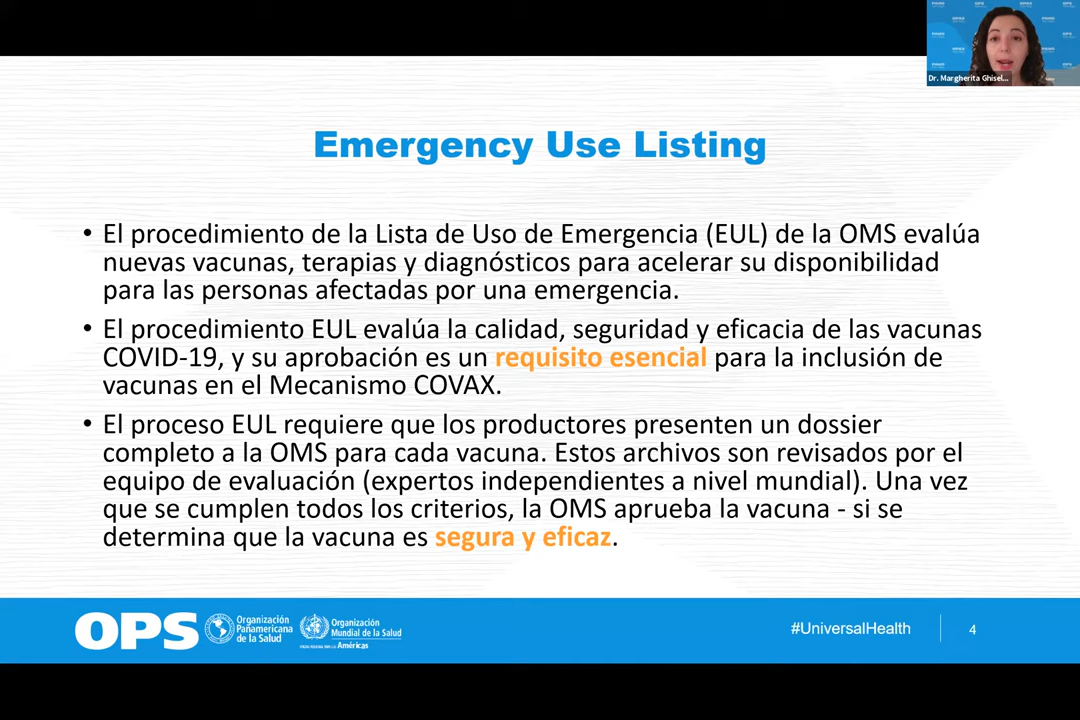 Dr. Margherita Ghisel...
Emergency Use Listing
• El procedimiento de la Lista de Uso de Emergencia (EUL) de la OMS evalúa
nuevas vacunas, terapias y diagnósticos para acelerar su disponibilidad
para las personas afectadas por una emergencia.
• El procedimiento EUL evalúa la calidad, seguridad y eficacia de las vacunas
COVID-19, y su aprobación es un requisito esencial para la inclusión de
vacunas en el Mecanismo COVAX.
• El proceso EUL requiere que los productores presenten un dossier
completo a la OMS para cada vacuna. Estos archivos son revisados por el
equipo de evaluación (expertos independientes a nivel mundial). Una vez
que se cumplen todos los criterios, la OMS aprueba la vacuna - si se
determina que la vacuna es segura y eficaz.
OPS
Organización
Panamericana
de la Salud
Organización
Mundial de la Salud
Américas
#UniversalHealth
4